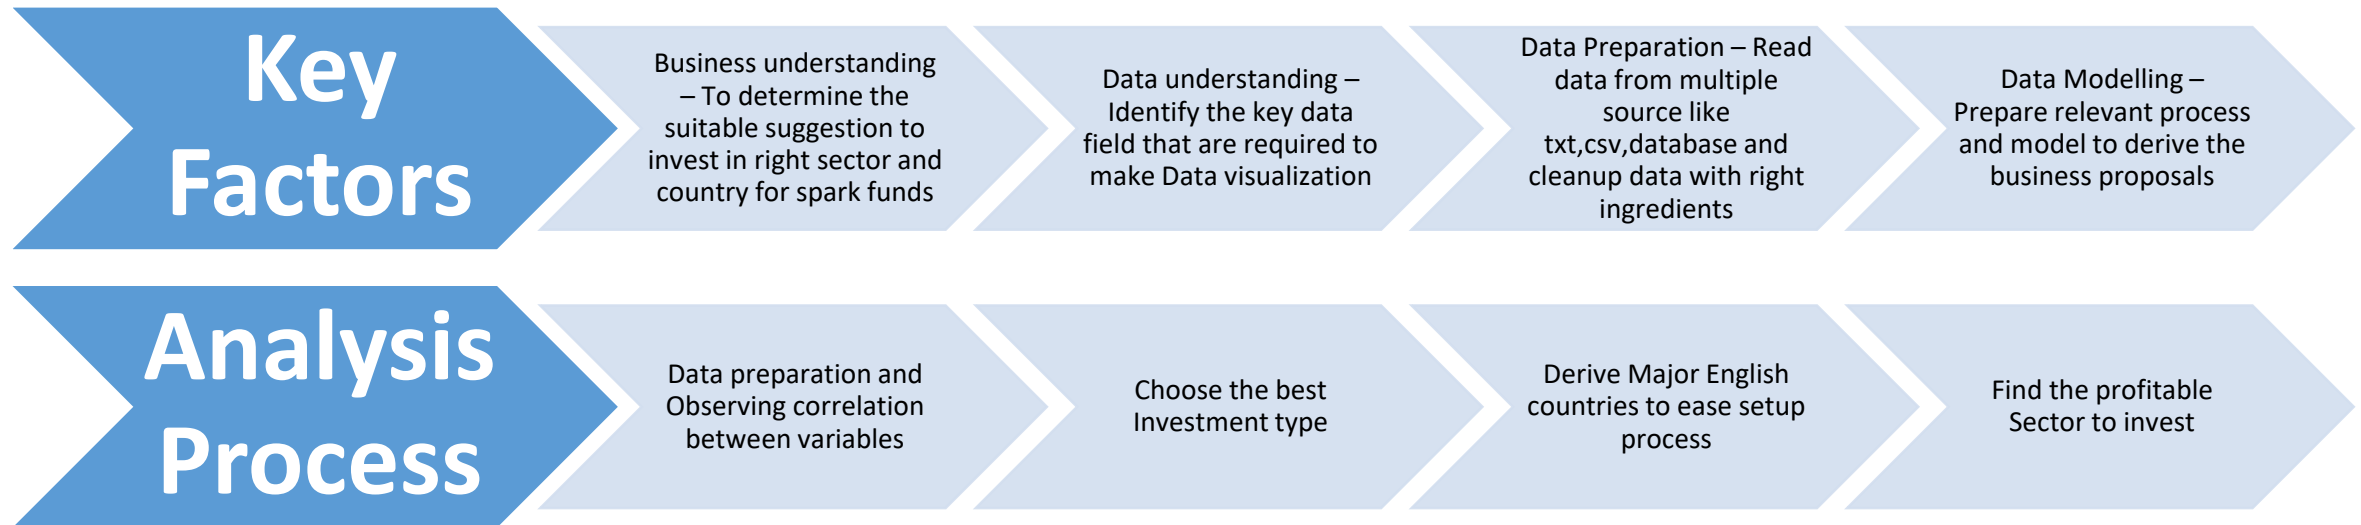 Key
Factors
Business understanding
– To determine the
suitable suggestion to
invest in right sector and
country for spark funds
Data understanding –
Identify the key data
field that are required to
make Data visualization
Data Preparation – Read
data from multiple
source like
txt,csv,database and
cleanup data with right
ingredients
Data Modelling –
Prepare relevant process
and model to derive the
business proposals
Analysis
Process
Data preparation and
Observing correlation
between variables
Choose the best
Investment type
Derive Major English
countries to ease setup
process
Find the profitable
Sector to invest